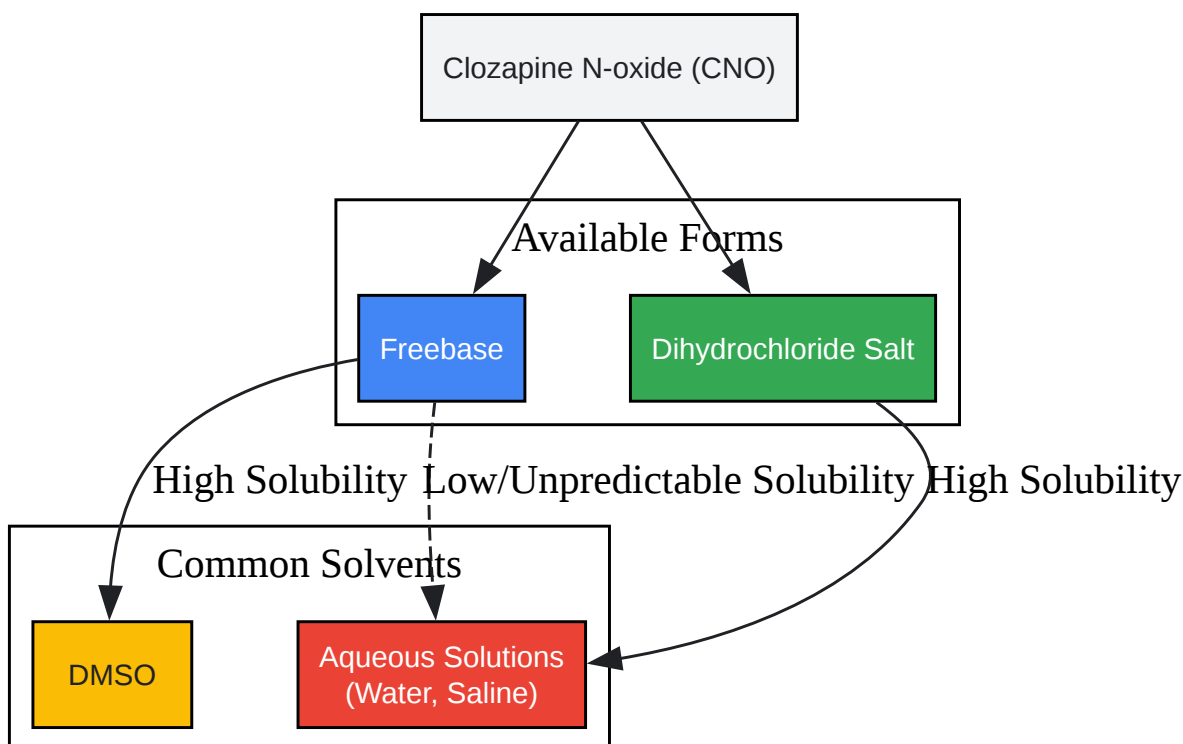 Clozapine N-oxide (CNO)
Available Forms
Freebase
Dihydrochloride Salt
High Solubility
Low/Unpredictable Solubility
High Solubility
Common Solvents
DMSO
Aqueous Solutions
(Water, Saline)